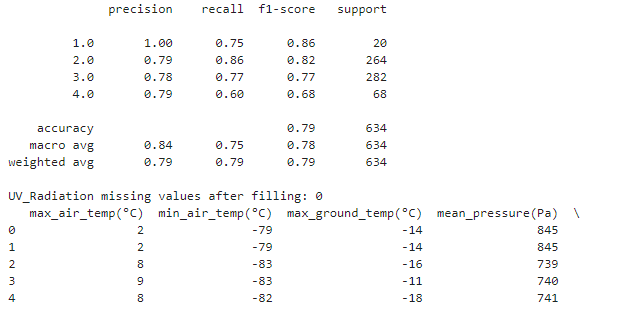 precision recall f1-score support
1.0 1.00 0.75 0.86 20
2.0 0.79 0.86 0.82 264
3.0 0.78 0.77 0.77 282
4.0 0.79 0.60 0.68 68
accuracy 0.79 634
macro avg 0.84 0.75 0.78 634
weighted avg 0.79 0.79 0.79 634
UV_Radiation missing values after filling: 0
max_air_temp(°C) min_air_temp(°C) max_ground_temp(°C) mean_pressure(Pa) \
0 2 -79 -14 845
1 2 -79 -14 845
2 8 -83 -16 739
3 9 -83 -11 740
4 8 -82 -18 741